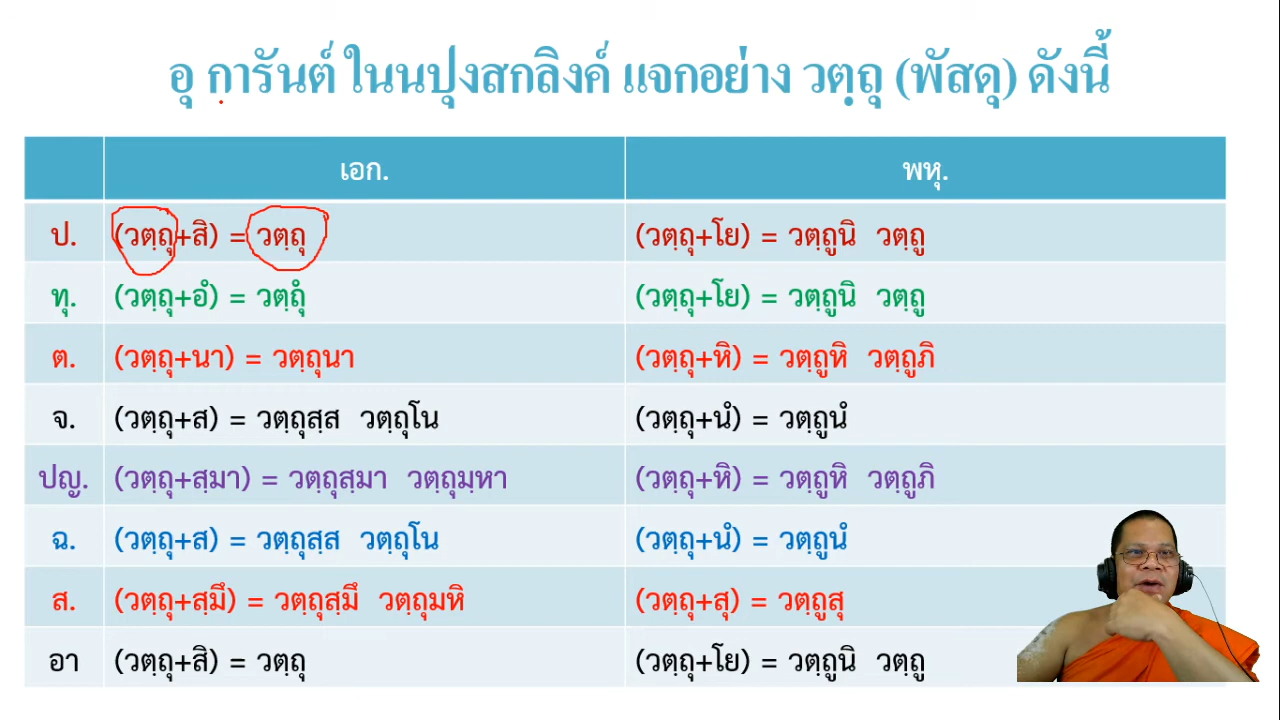 อุ การันต์ ในนปุงสกลิงค์ แจกอย่าง วตฺถุ (พัสดุ) ดังนี้
เอก. พหุ.
ป. (วตฺถุ+สิ) = วตฺถุ (วตฺถุ+โย) = วตฺถูนิ วตฺถู
ทุ. (วตฺถุ+อํ) = วตฺถุํ (วตฺถุ+โย) = วตฺถูนิ วตฺถู
ต. (วตฺถุ+นา) = วตฺถุนา (วตฺถุ+หิ) = วตฺถูหิ วตฺถูภิ
จ. (วตฺถุ+ส) = วตฺถุสฺส วตฺถุโน (วตฺถุ+นํ) = วตฺถูนํ
ปญ. (วตฺถุ+สฺมา) = วตฺถุสฺมา วตฺถุมฺหา (วตฺถุ+หิ) = วตฺถูหิ วตฺถูภิ
ฉ. (วตฺถุ+ส) = วตฺถุสฺส วตฺถุโน (วตฺถุ+นํ) = วตฺถูนํ
ส. (วตฺถุ+สฺมึ) = วตฺถุสฺมึ วตฺถุมหิ (วตฺถุ+สุ) = วตฺถูสุ
อา (วตฺถุ+สิ) = วตฺถุ (วตฺถุ+โย) = วตฺถูนิ วตฺถู